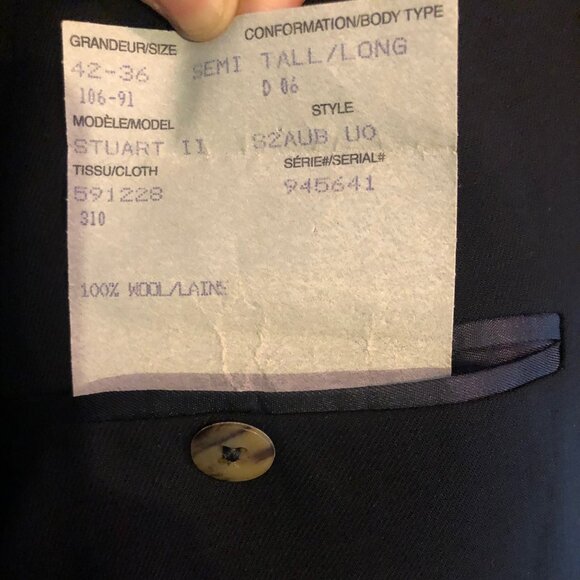 GRANDEUR/SIZE CONFORMATION/BODY TYPE
42-36 SEMI TALL/LONG
106-91 D 06
MODÈLE/MODEL STYLE
STUART II S2AUB UO
TISSU/CLOTH SÉRIE#/SERIAL#
591228 945641
310
100% WOOL/LAINE